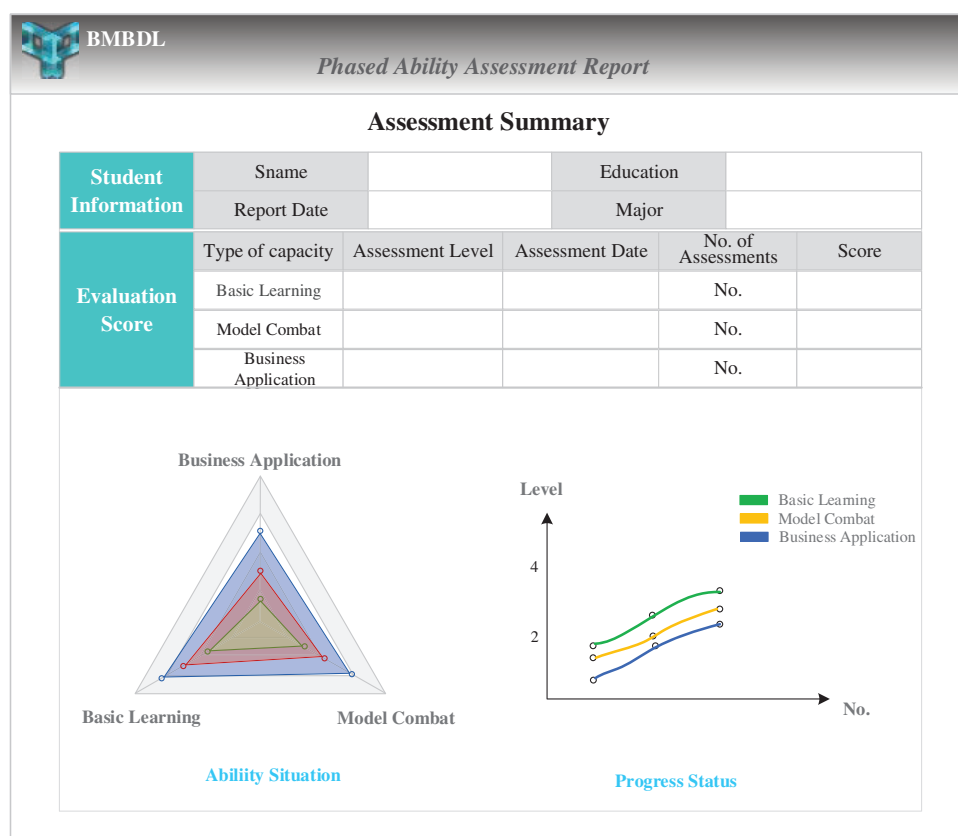 BMBDL
Phased Ability Assessment Report
Assessment Summary
Student
Information
Sname
Education
Report Date
Major
Evaluation
Score
Type of capacity
Assessment Level
Assessment Date
No. of
Assessments
Score
Basic Learning
No.
Model Combat
No.
Business
Application
No.
Business Application
Basic Learning
Model Combat
Abiliity Situation
Level
4
2
No.
Basic Learning
Model Combat
Business Application
Progress Status